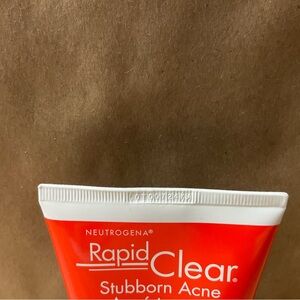 NEUTROGENA®
Rapid Clear®
Stubborn Acne